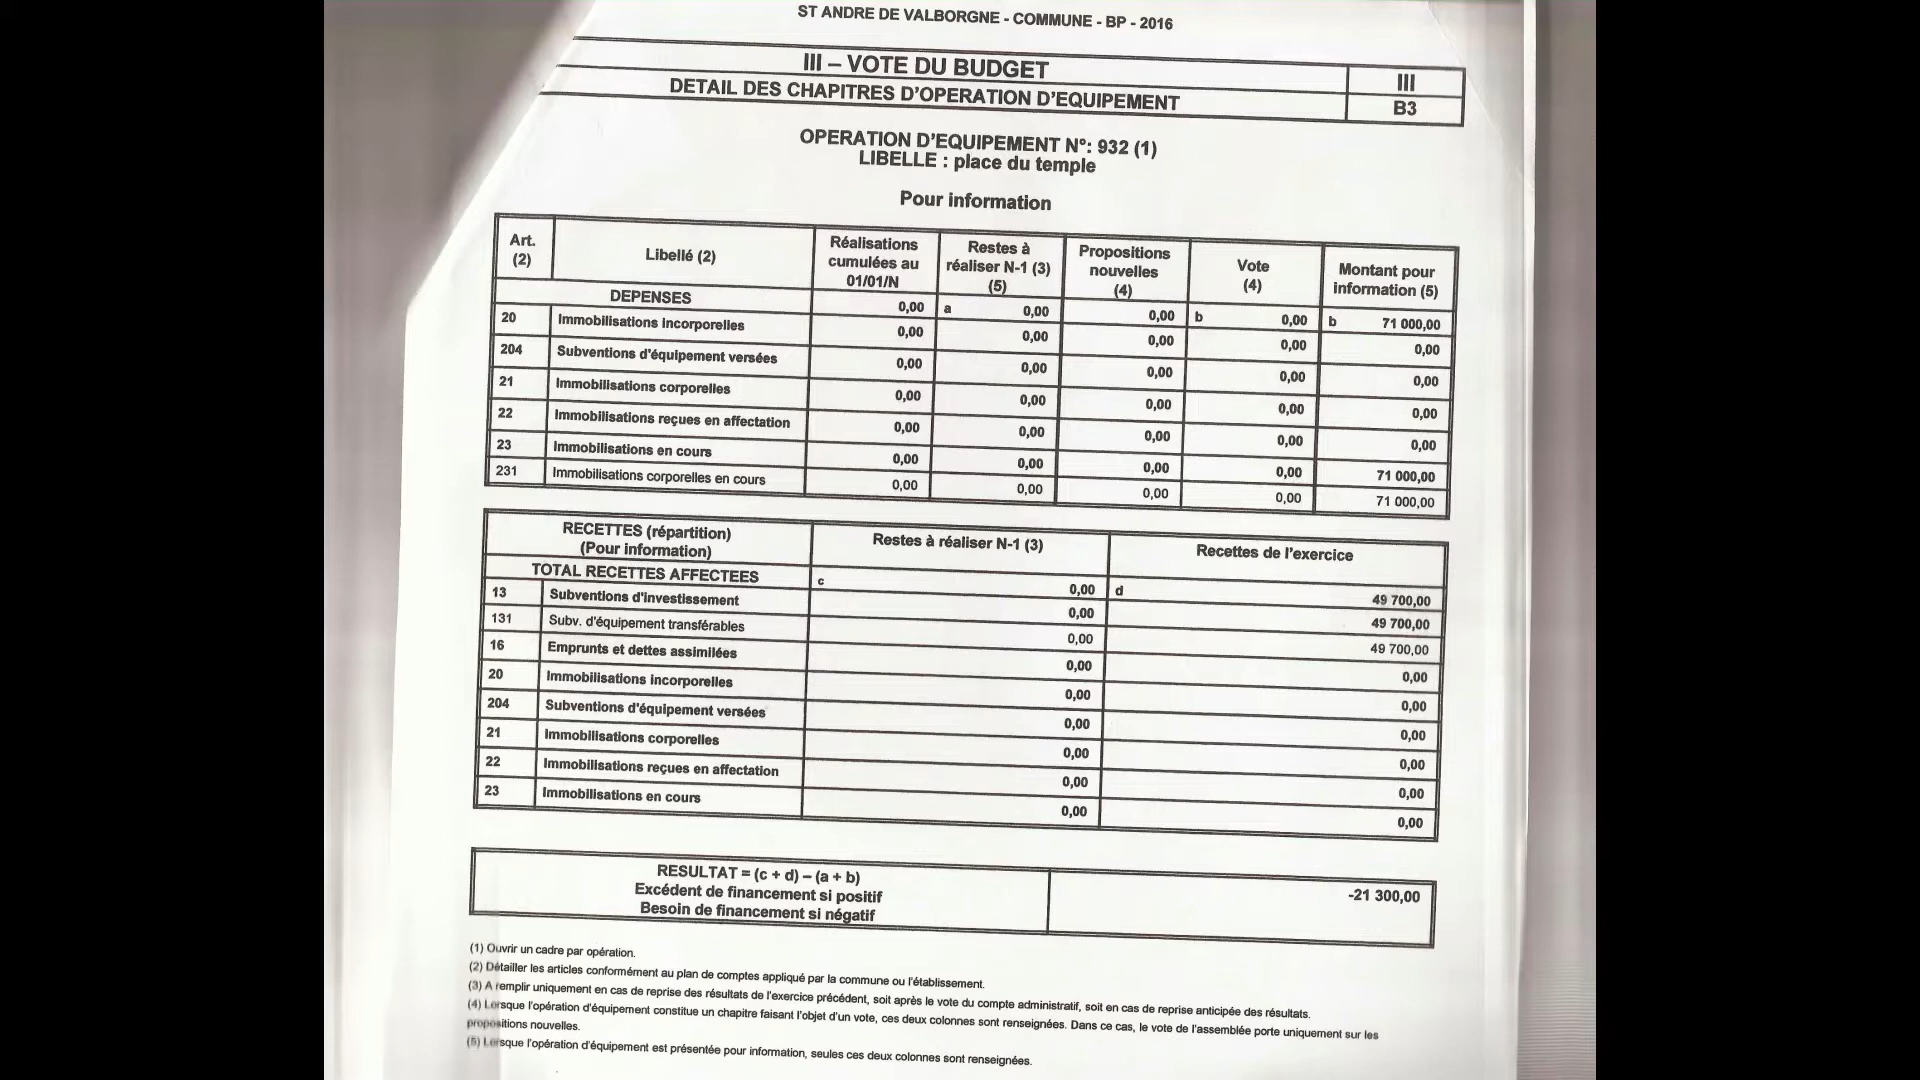 ST ANDRE DE VALBORGNE - COMMUNE - BP - 2016
III – VOTE DU BUDGET III
DETAIL DES CHAPITRES D'OPERATION D'EQUIPEMENT B3
OPERATION D'EQUIPEMENT N°: 932 (1)
LIBELLE : place du temple
Pour information
Art. (2) Libellé (2) Réalisations cumulées au 01/01/N Restes à réaliser N-1 (3) (5) Propositions nouvelles (4) Vote (4) Montant pour information (5)
DEPENSES 0,00 a 0,00 0,00 b 0,00 b 71 000,00
20 Immobilisations incorporelles 0,00 0,00 0,00 0,00 0,00
204 Subventions d'équipement versées 0,00 0,00 0,00 0,00 0,00
21 Immobilisations corporelles 0,00 0,00 0,00 0,00 0,00
22 Immobilisations reçues en affectation 0,00 0,00 0,00 0,00 0,00
23 Immobilisations en cours 0,00 0,00 0,00 0,00 71 000,00
231 Immobilisations corporelles en cours 0,00 0,00 0,00 0,00 71 000,00
RECETTES (répartition) (Pour information) Restes à réaliser N-1 (3) Recettes de l'exercice
TOTAL RECETTES AFFECTEES c 0,00 d 49 700,00
13 Subventions d'investissement 0,00 49 700,00
131 Subv. d'équipement transférables 0,00 49 700,00
16 Emprunts et dettes assimilées 0,00 0,00
20 Immobilisations incorporelles 0,00 0,00
204 Subventions d'équipement versées 0,00 0,00
21 Immobilisations corporelles 0,00 0,00
22 Immobilisations reçues en affectation 0,00 0,00
23 Immobilisations en cours 0,00 0,00
RESULTAT = (c + d) – (a + b)
Excédent de financement si positif -21 300,00
Besoin de financement si négatif
(1) Ouvrir un cadre par opération.
(2) Détailler les articles conformément au plan de comptes appliqué par la commune ou l'établissement.
(3) A remplir uniquement en cas de reprise des résultats de l'exercice précédent, soit après le vote du compte administratif, soit en cas de reprise anticipée des résultats.
(4) Lorsque l'opération d'équipement constitue un chapitre faisant l'objet d'un vote, ces deux colonnes sont renseignées. Dans ce cas, le vote de l'assemblée porte uniquement sur les
propositions nouvelles.
(5) Lorsque l'opération d'équipement est présentée pour information, seules ces deux colonnes sont renseignées.